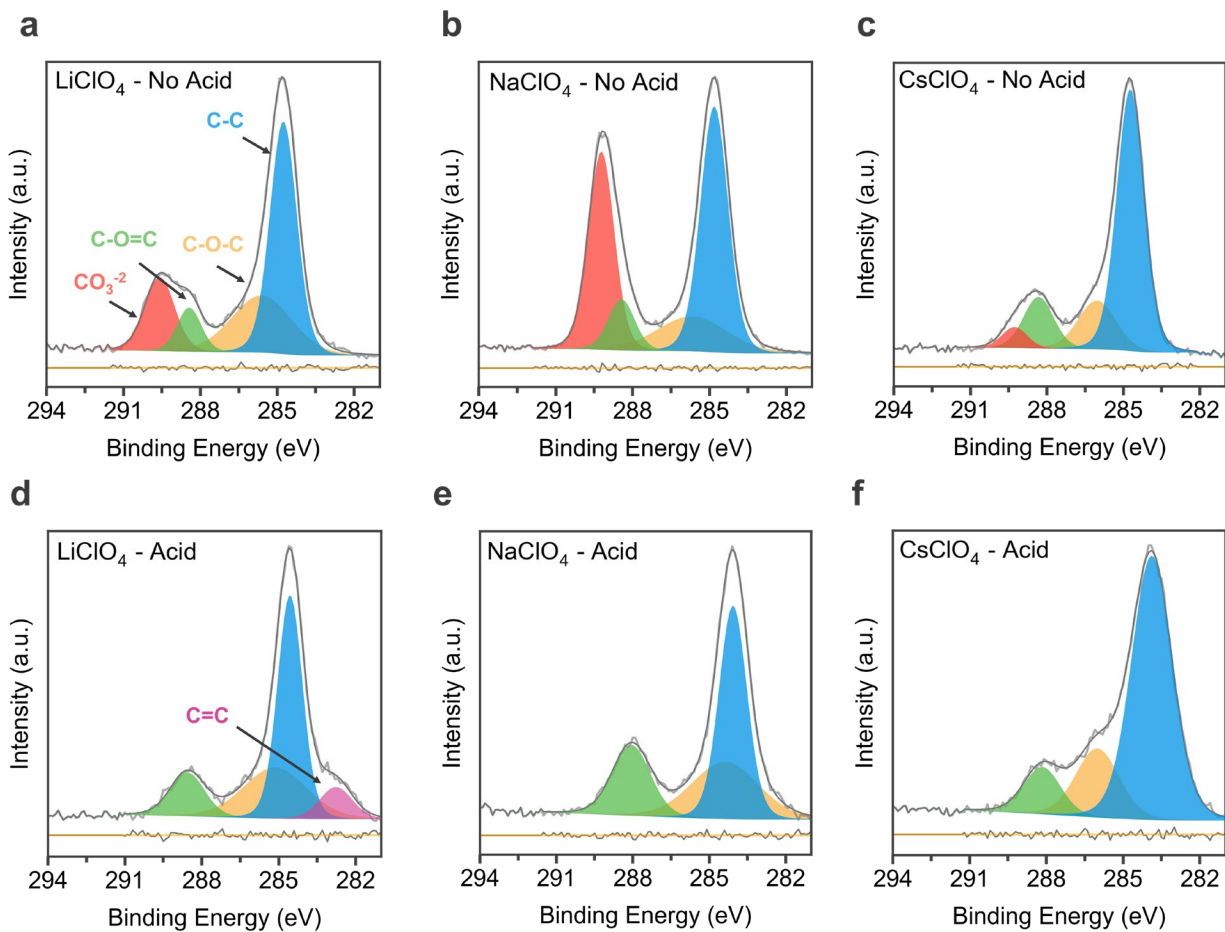 a
LiClO₄ - No Acid
C-C
C-O=C
C-O-C
CO₃⁻²
Intensity (a.u.)
294 291 288 285 282
Binding Energy (eV)
b
NaClO₄ - No Acid
Intensity (a.u.)
294 291 288 285 282
Binding Energy (eV)
c
CsClO₄ - No Acid
Intensity (a.u.)
294 291 288 285 282
Binding Energy (eV)
d
LiClO₄ - Acid
C=C
Intensity (a.u.)
294 291 288 285 282
Binding Energy (eV)
e
NaClO₄ - Acid
Intensity (a.u.)
294 291 288 285 282
Binding Energy (eV)
f
CsClO₄ - Acid
Intensity (a.u.)
294 291 288 285 282
Binding Energy (eV)